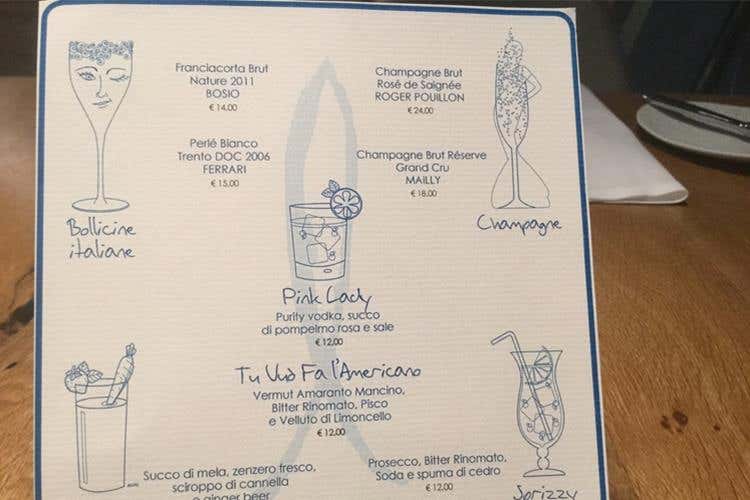 Franciacorta Brut
Nature 2011
BOSIO
€ 14,00
Perlé Bianco
Trento DOC 2006
FERRARI
€ 15,00
Bollicine
italiane
Champagne Brut
Rosé de Saignée
ROGER POUILLON
€ 24,00
Champagne Brut Réserve
Grand Cru
MAILLY
€ 18,00
Champagne
Pink Lady
Purity vodka, succo
di pompelmo rosa e sale
€ 12,00
Tu Vuò Fa l'Americano
Vermut Amaranto Mancino,
Bitter Rinomato, Pisco
e Velluto di Limoncello
€ 12,00
Succo di mela, zenzero fresco,
sciroppo di cannella
e ginger beer
Prosecco, Bitter Rinomato,
Soda e spuma di cedro
€ 12,00
Sprizzy